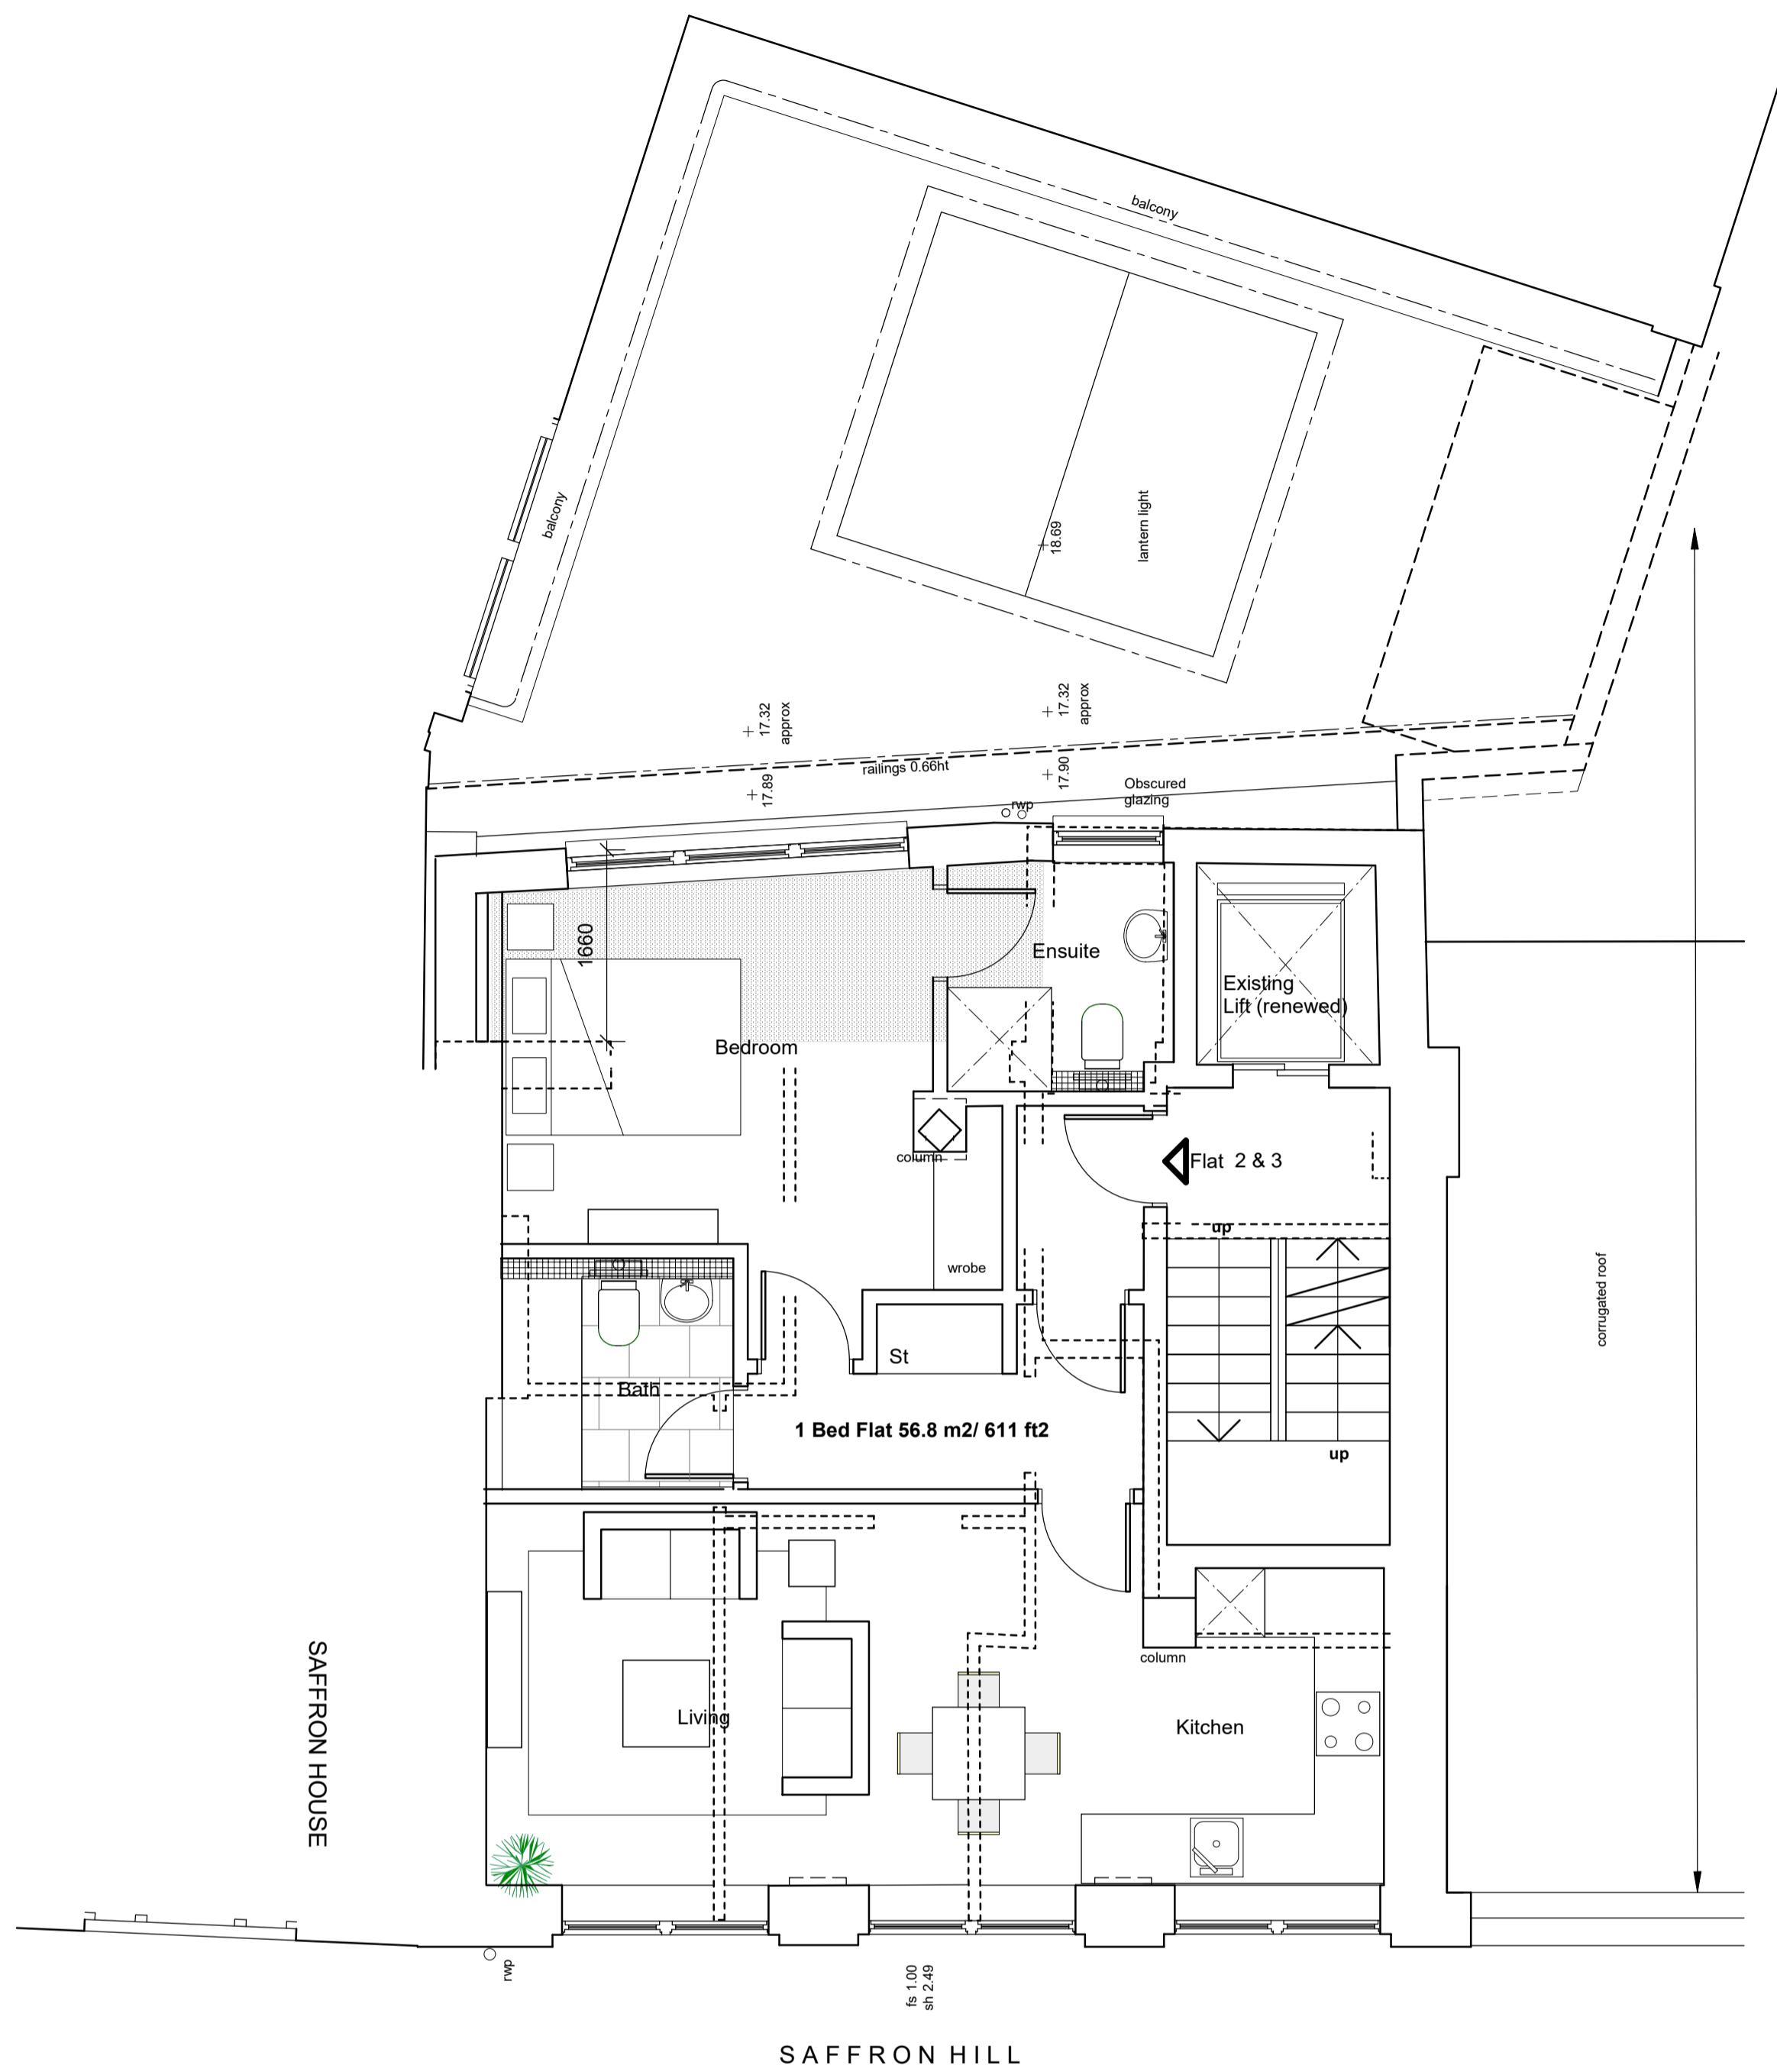 balcony
balcony
18.69
lantern light
17.32
approx
17.32
approx
railings 0.66ht
17.89
17.90
Obscured
glazing
rwp
1660
Ensuite
Existing
Lift (renewed)
Bedroom
column
Flat 2 & 3
up
wrobe
corrugated roof
St
Bath
1 Bed Flat 56.8 m2/ 611 ft2
up
SAFFRON HOUSE
column
Living
Kitchen
rwp
fs 1.00
sh 2.49
SAFFRON HILL